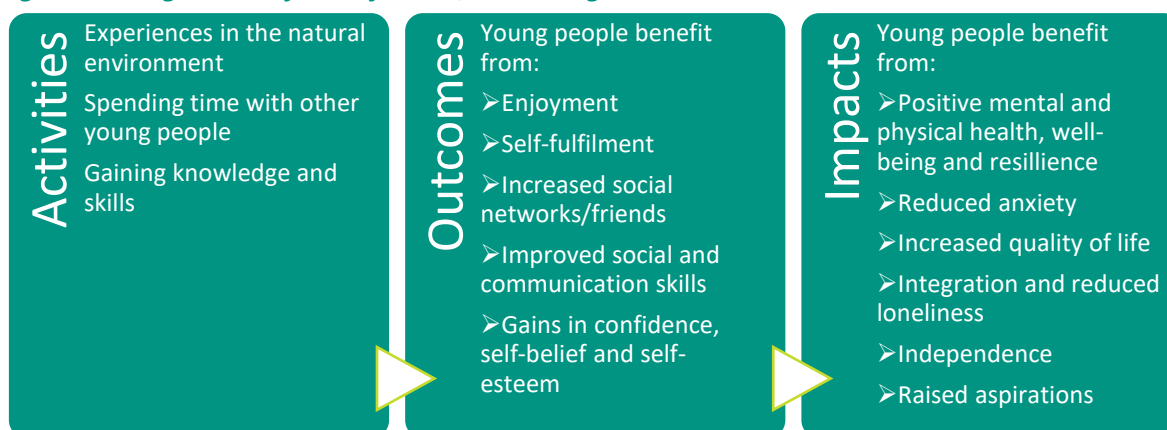 Activities
Experiences in the natural
environment
Spending time with other
young people
Gaining knowledge and
skills
Outcomes
Young people benefit
from:
➢Enjoyment
➢Self-fulfilment
➢Increased social
networks/friends
➢Improved social and
communication skills
➢Gains in confidence,
self-belief and self-
esteem
Impacts
Young people benefit
from:
➢Positive mental and
physical health, well-
being and resillience
➢Reduced anxiety
➢Increased quality of life
➢Integration and reduced
loneliness
➢Independence
➢Raised aspirations